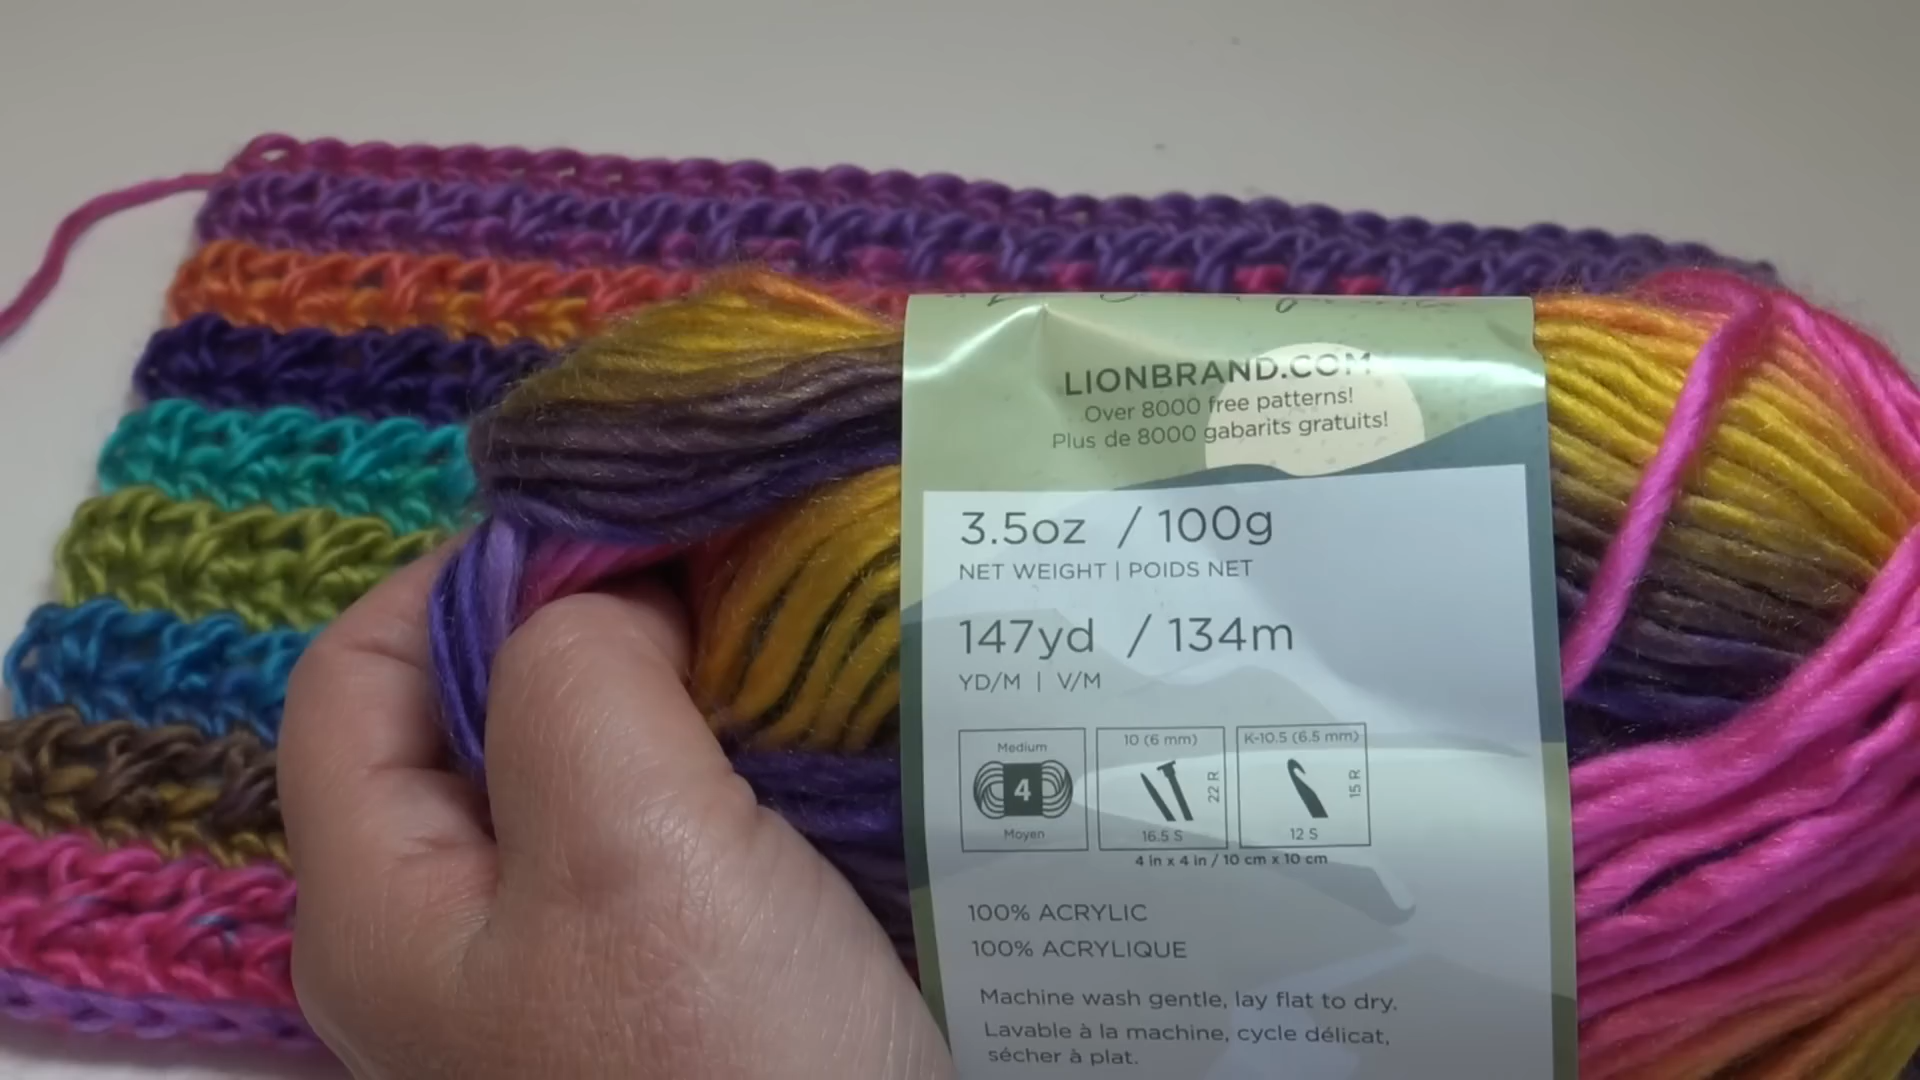 LIONBRAND.COM
Over 8000 free patterns!
Plus de 8000 gabarits gratuits!
3.5oz / 100g
NET WEIGHT | POIDS NET
147yd / 134m
YD/M | V/M
Medium
4
Moyen
10 (6 mm)
22 R
16.5 S
K-10.5 (6.5 mm)
15 R
12 S
4 in x 4 in / 10 cm x 10 cm
100% ACRYLIC
100% ACRYLIQUE
Machine wash gentle, lay flat to dry.
Lavable à la machine, cycle délicat,
sécher à plat.